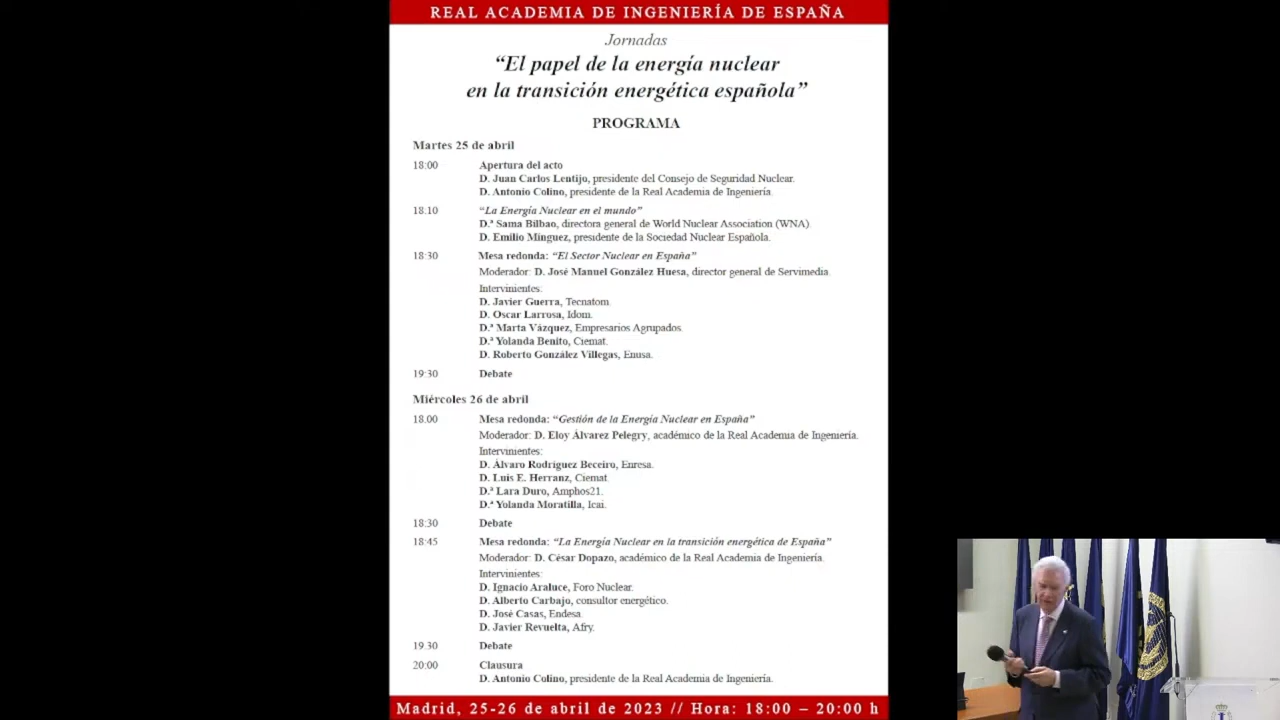 REAL ACADEMIA DE INGENIERÍA DE ESPAÑA
Jornadas
“El papel de la energía nuclear
en la transición energética española”
PROGRAMA
Martes 25 de abril
18:00 Apertura del acto
D. Juan Carlos Lentijo, presidente del Consejo de Seguridad Nuclear.
D. Antonio Colino, presidente de la Real Academia de Ingeniería.
18.10 “La Energía Nuclear en el mundo”
D.ª Sama Bilbao, directora general de World Nuclear Association (WNA)
D. Emilio Mínguez, presidente de la Sociedad Nuclear Española.
18:30 Mesa redonda: “El Sector Nuclear en España”
Moderador: D. José Manuel González Huesa, director general de Servimedia.
Intervinientes:
D. Javier Guerra, Tecnatom.
D. Oscar Larrosa, Idom.
D.ª Marta Vázquez, Empresarios Agrupados.
D.ª Yolanda Benito, Ciemat.
D. Roberto González Villegas, Enusa.
19:30 Debate
Miércoles 26 de abril
18.00 Mesa redonda: “Gestión de la Energía Nuclear en España”
Moderador: D. Eloy Álvarez Pelegry, académico de la Real Academia de Ingeniería.
Intervinientes:
D. Álvaro Rodríguez Beceiro, Enresa.
D. Luis E. Herranz, Ciemat.
D.ª Lara Duro, Amphos21.
D.ª Yolanda Moratilla, Icai.
18:30 Debate
18:45 Mesa redonda: “La Energía Nuclear en la transición energética de España”
Moderador: D. César Dopazo, académico de la Real Academia de Ingeniería.
Intervinientes:
D. Ignacio Araluce, Foro Nuclear.
D. Alberto Carbajo, consultor energético.
D. José Casas, Endesa.
D. Javier Revuelta, Afry.
19.30 Debate
20:00 Clausura
D. Antonio Colino, presidente de la Real Academia de Ingeniería.
Madrid, 25-26 de abril de 2023 // Hora: 18:00 – 20:00 h